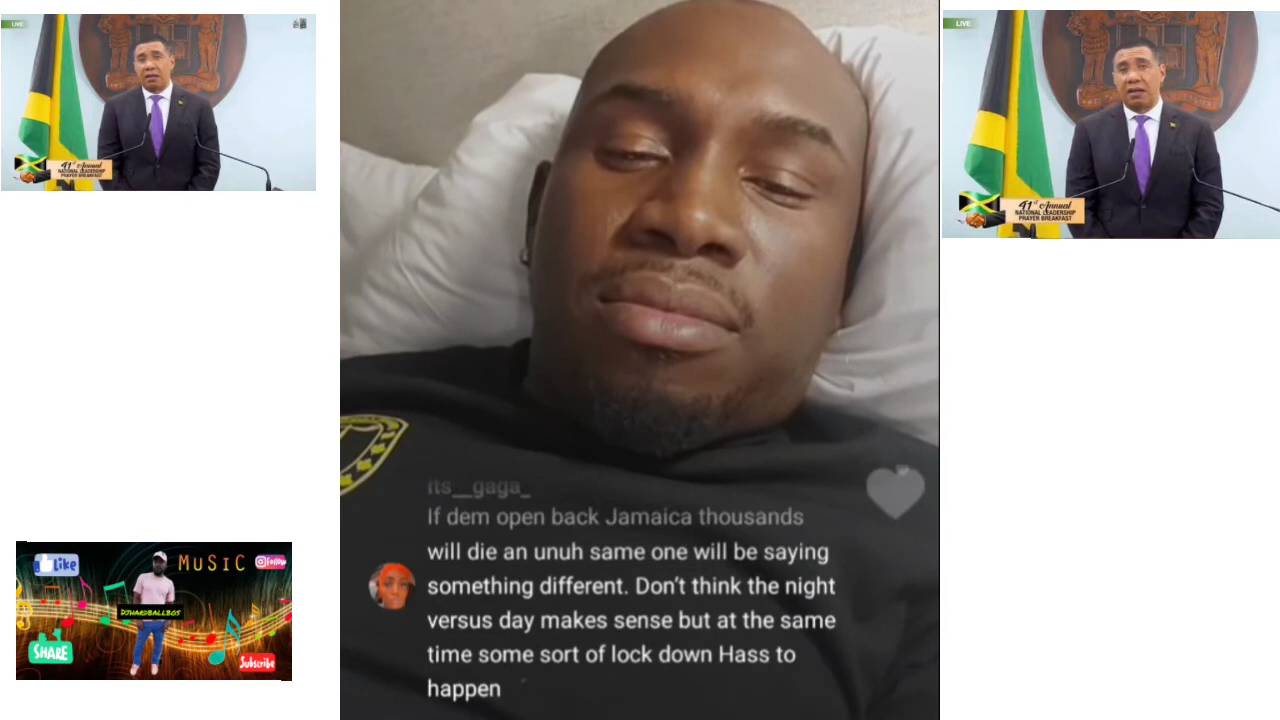 LIVE
41st Annual
NATIONAL LEADERSHIP
PRAYER BREAKFAST
LIVE
41st Annual
NATIONAL LEADERSHIP
PRAYER BREAKFAST
its__gaga_
If dem open back Jamaica thousands
will die an unuh same one will be saying
something different. Don't think the night
versus day makes sense but at the same
time some sort of lock down Hass to
happen
Like
MUSIC
Follow
DJHARDBALLBOS
SHARE
Subscribe